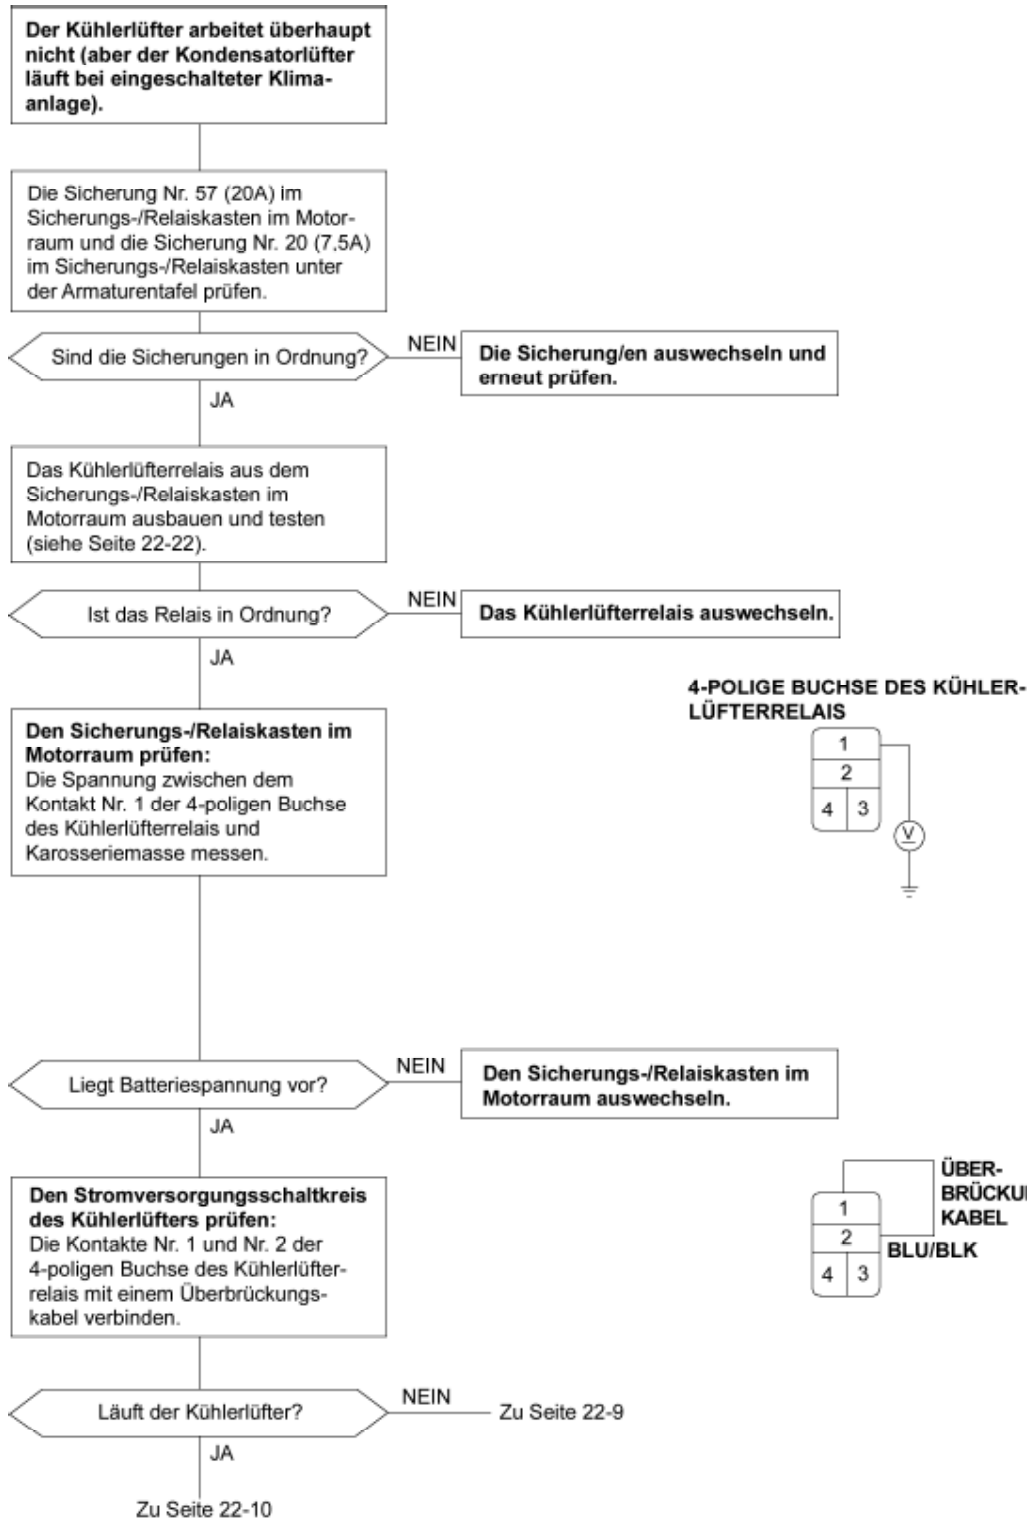 Der Kühlerlüfter arbeitet überhaupt
nicht (aber der Kondensatorlüfter
läuft bei eingeschalteter Klima-
anlage).
Die Sicherung Nr. 57 (20A) im
Sicherungs-/Relaiskasten im Motor-
raum und die Sicherung Nr. 20 (7,5A)
im Sicherungs-/Relaiskasten unter
der Armaturentafel prüfen.
Sind die Sicherungen in Ordnung?
NEIN
Die Sicherung/en auswechseln und
erneut prüfen.
JA
Das Kühlerlüfterrelais aus dem
Sicherungs-/Relaiskasten im
Motorraum ausbauen und testen
(siehe Seite 22-22).
Ist das Relais in Ordnung?
NEIN
Das Kühlerlüfterrelais auswechseln.
JA
Den Sicherungs-/Relaiskasten im
Motorraum prüfen:
Die Spannung zwischen dem
Kontakt Nr. 1 der 4-poligen Buchse
des Kühlerlüfterrelais und
Karosseriemasse messen.
4-POLIGE BUCHSE DES KÜHLER-
LÜFTERRELAIS
1
2
4 3
V
Liegt Batteriespannung vor?
NEIN
Den Sicherungs-/Relaiskasten im
Motorraum auswechseln.
JA
Den Stromversorgungsschaltkreis
des Kühlerlüfters prüfen:
Die Kontakte Nr. 1 und Nr. 2 der
4-poligen Buchse des Kühlerlüfter-
relais mit einem Überbrückungs-
kabel verbinden.
ÜBER-
KABEL
1
2
BLU/BLK
4 3
Läuft der Kühlerlüfter?
NEIN
Zu Seite 22-9
JA
Zu Seite 22-10